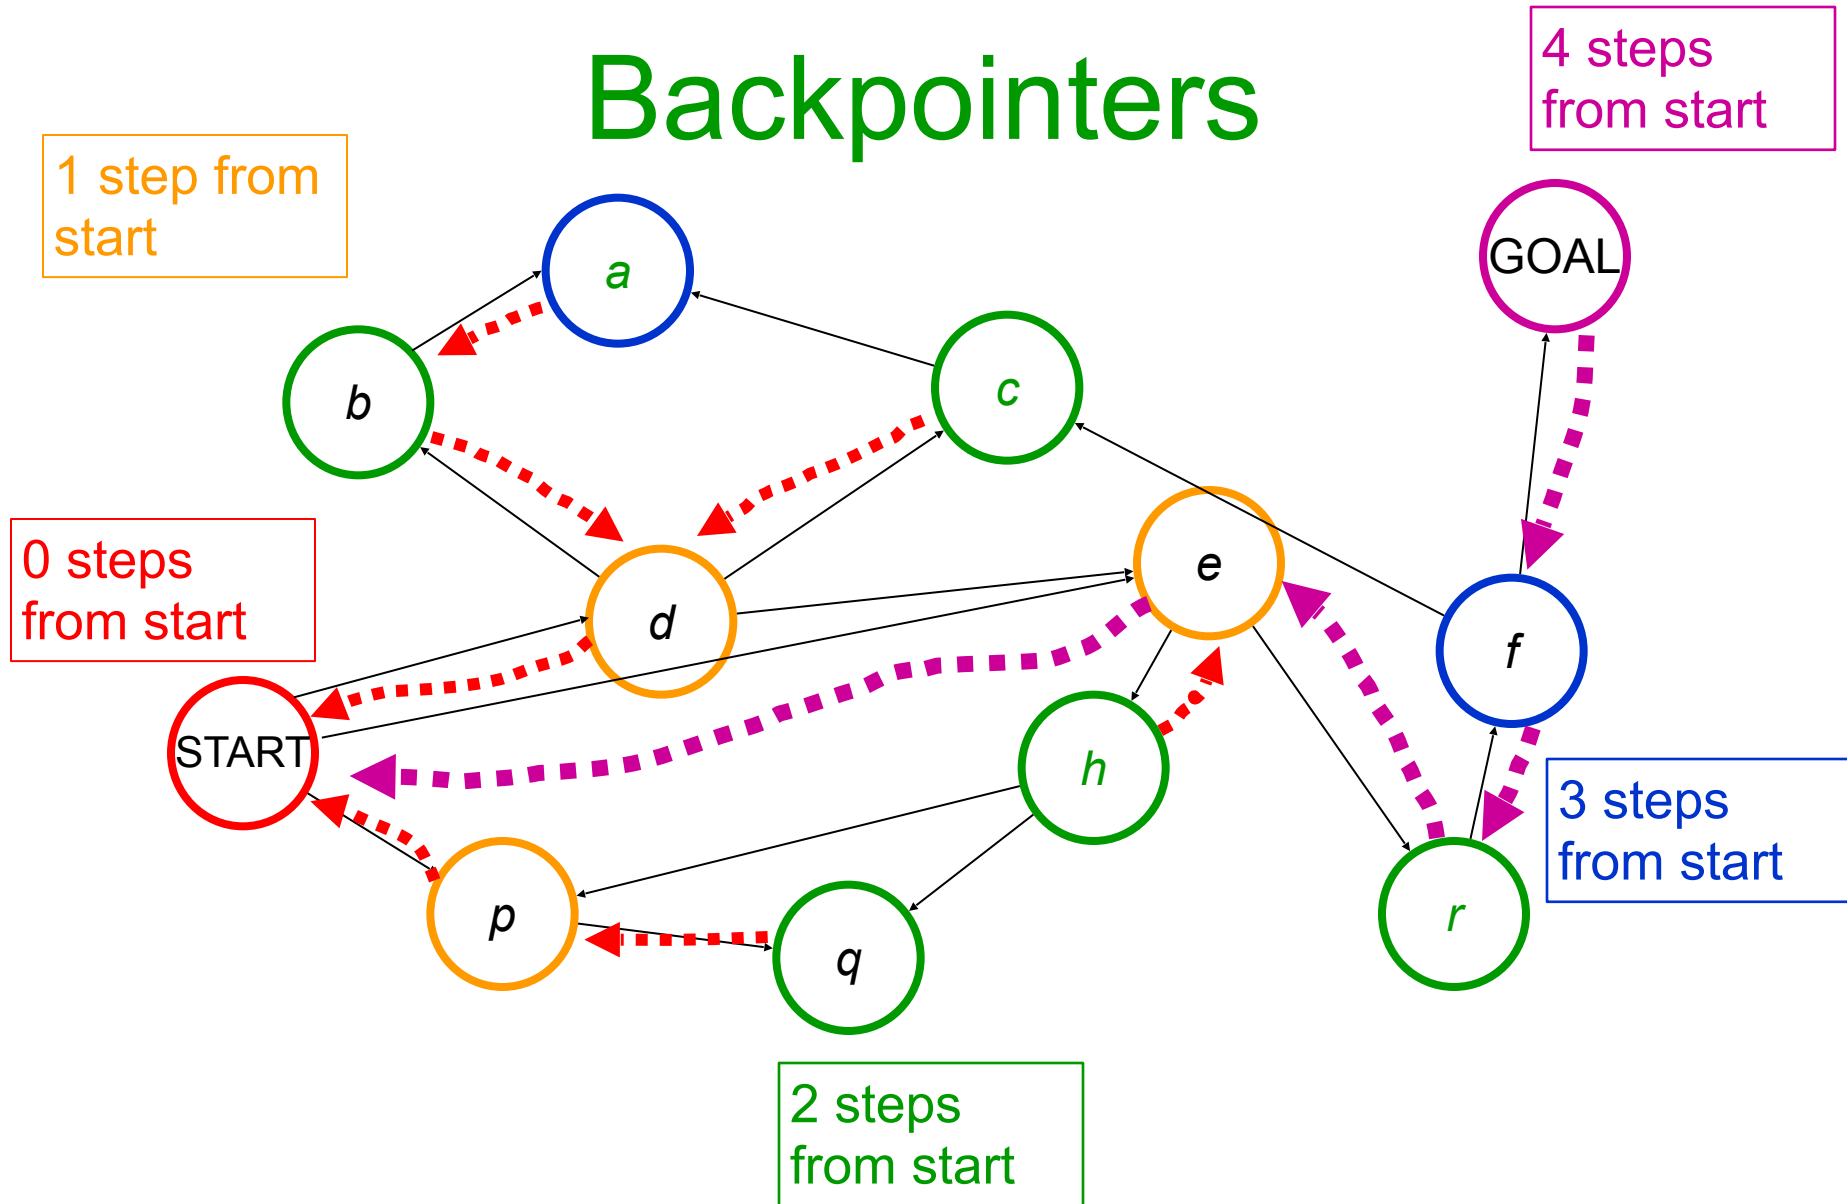 Backpointers
4 steps
from start
1 step from
start
a
GOAL
b
c
0 steps
from start
e
d
f
START
h
3 steps
from start
p
q
r
2 steps
from start